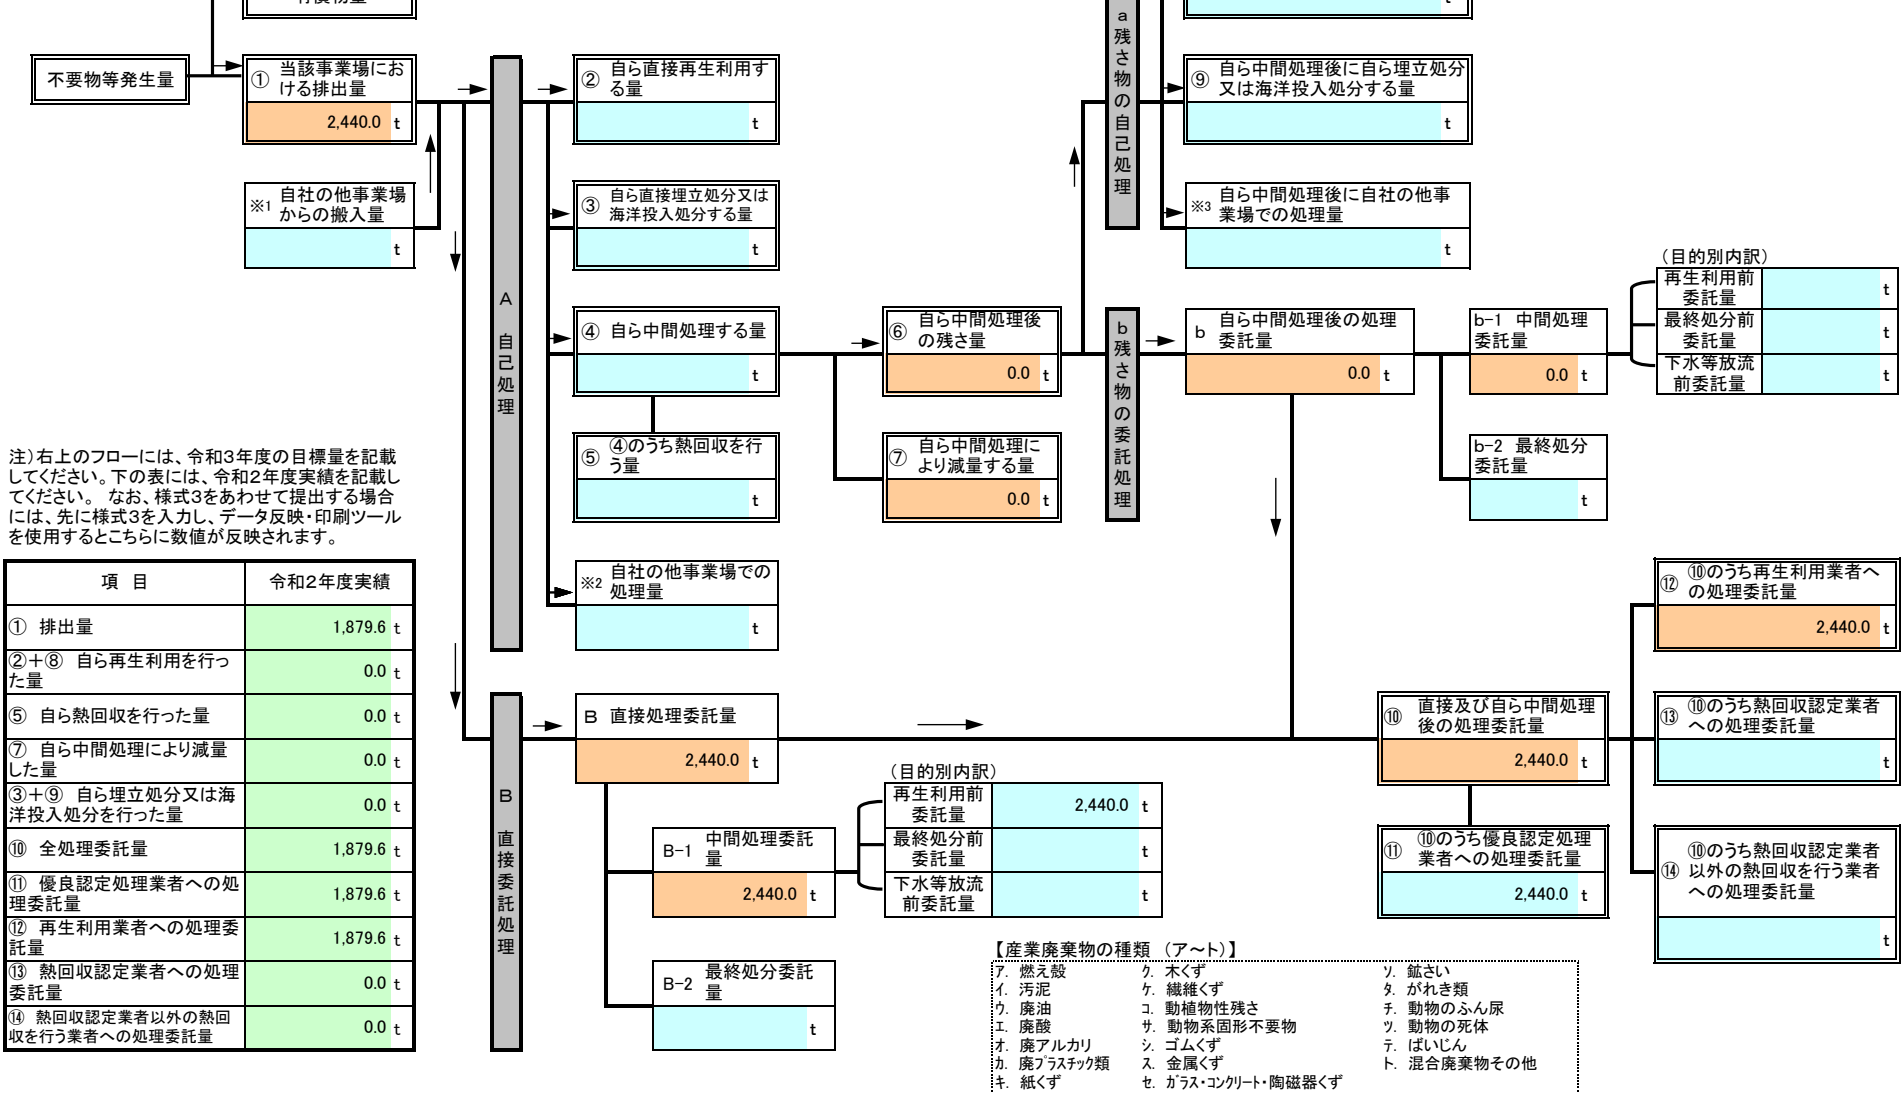 有償物量
t
不要物等発生量
① 当該事業場にお
ける排出量
2,440.0 t
※1 自社の他事業場
からの搬入量
t
A 自己処理
② 自ら直接再生利用す
る量
t
③ 自ら直接埋立処分又は
海洋投入処分する量
t
④ 自ら中間処理する量
t
⑤ ④のうち熱回収を行
う量
t
※2 自社の他事業場での
処理量
t
⑥ 自ら中間処理後
の残さ量
0.0 t
⑦ 自ら中間処理に
より減量する量
0.0 t
a残さ物の自己処理
⑨ 自ら中間処理後に自ら埋立処分
又は海洋投入処分する量
t
※3 自ら中間処理後に自社の他事
業場での処理量
t
b残さ物の委託処理
b 自ら中間処理後の処理
委託量
0.0 t
b-1 中間処理
委託量
0.0 t
b-2 最終処分
委託量
t
(目的別内訳)
再生利用前
委託量
t
最終処分前
委託量
t
下水等放流
前委託量
t
注)右上のフローには、令和3年度の目標量を記載
してください。下の表には、令和2年度実績を記載し
てください。 なお、様式3をあわせて提出する場合
には、先に様式3を入力し、データ反映・印刷ツール
を使用するとこちらに数値が反映されます。
項 目 令和2年度実績
① 排出量 1,879.6 t
②+⑧ 自ら再生利用を行っ
た量 0.0 t
⑤ 自ら熱回収を行った量 0.0 t
⑦ 自ら中間処理により減量
した量 0.0 t
③+⑨ 自ら埋立処分又は海
洋投入処分を行った量 0.0 t
⑩ 全処理委託量 1,879.6 t
⑪ 優良認定処理業者への処
理委託量 1,879.6 t
⑫ 再生利用業者への処理委
託量 1,879.6 t
⑬ 熱回収認定業者への処理
委託量 0.0 t
⑭ 熱回収認定業者以外の熱回
収を行う業者への処理委託量 0.0 t
B 直接委託処理
B 直接処理委託量
2,440.0 t
B-1 中間処理委託
量
2,440.0 t
B-2 最終処分委託
量
t
(目的別内訳)
再生利用前
委託量
2,440.0 t
最終処分前
委託量
t
下水等放流
前委託量
t
⑩ 直接及び自ら中間処理
後の処理委託量
2,440.0 t
⑪ ⑩のうち優良認定処理
業者への処理委託量
2,440.0 t
⑫ ⑩のうち再生利用業者へ
の処理委託量
2,440.0 t
⑬ ⑩のうち熱回収認定業者
への処理委託量
t
⑭ ⑩のうち熱回収認定業者
以外の熱回収を行う業者
への処理委託量
t
【産業廃棄物の種類 (ア~ト)】
ア. 燃え殻 ク. 木くず ソ. 鉱さい
イ. 汚泥 ケ. 繊維くず タ. がれき類
ウ. 廃油 コ. 動植物性残さ チ. 動物のふん尿
エ. 廃酸 サ. 動物系固形不要物 ツ. 動物の死体
オ. 廃アルカリ シ. ゴムくず テ. ばいじん
カ. 廃プラスチック類 ス. 金属くず ト. 混合廃棄物その他
キ. 紙くず セ. ガラス・コンクリート・陶磁器くず